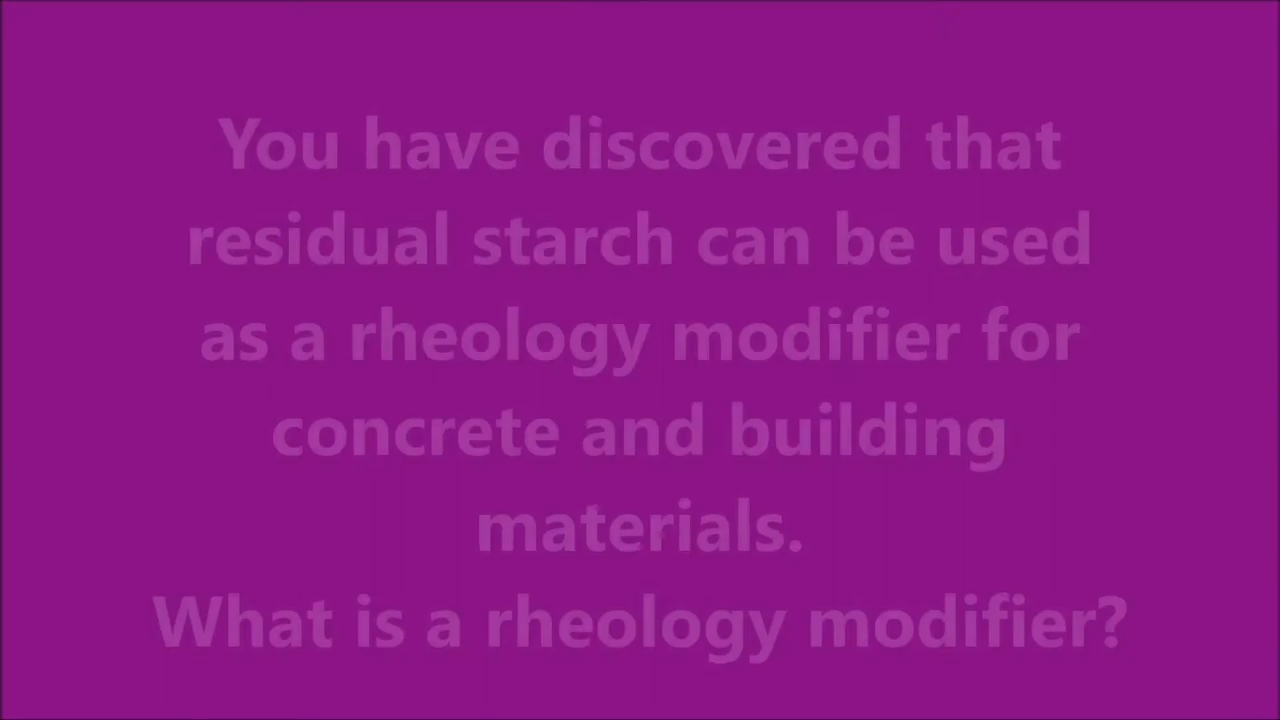 You have discovered that
residual starch can be used
as a rheology modifier for
concrete and building
materials.
What is a rheology modifier?